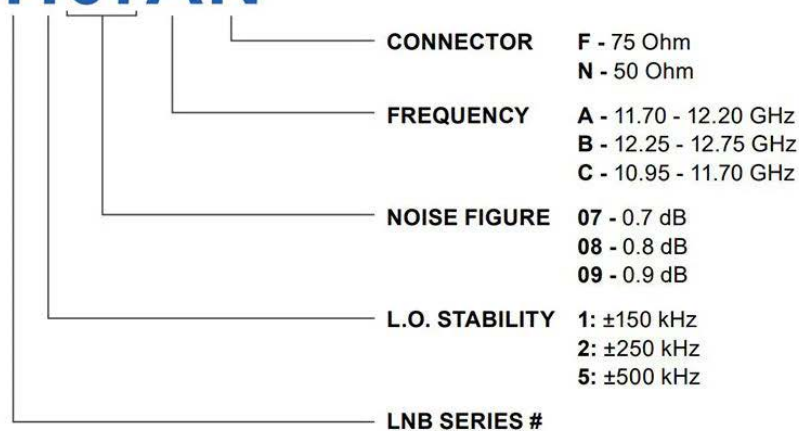 CONNECTOR F - 75 Ohm
N - 50 Ohm
FREQUENCY A - 11.70 - 12.20 GHz
B - 12.25 - 12.75 GHz
C - 10.95 - 11.70 GHz
NOISE FIGURE 07 - 0.7 dB
08 - 0.8 dB
09 - 0.9 dB
L.O. STABILITY 1: ±150 kHz
2: ±250 kHz
5: ±500 kHz
LNB SERIES #